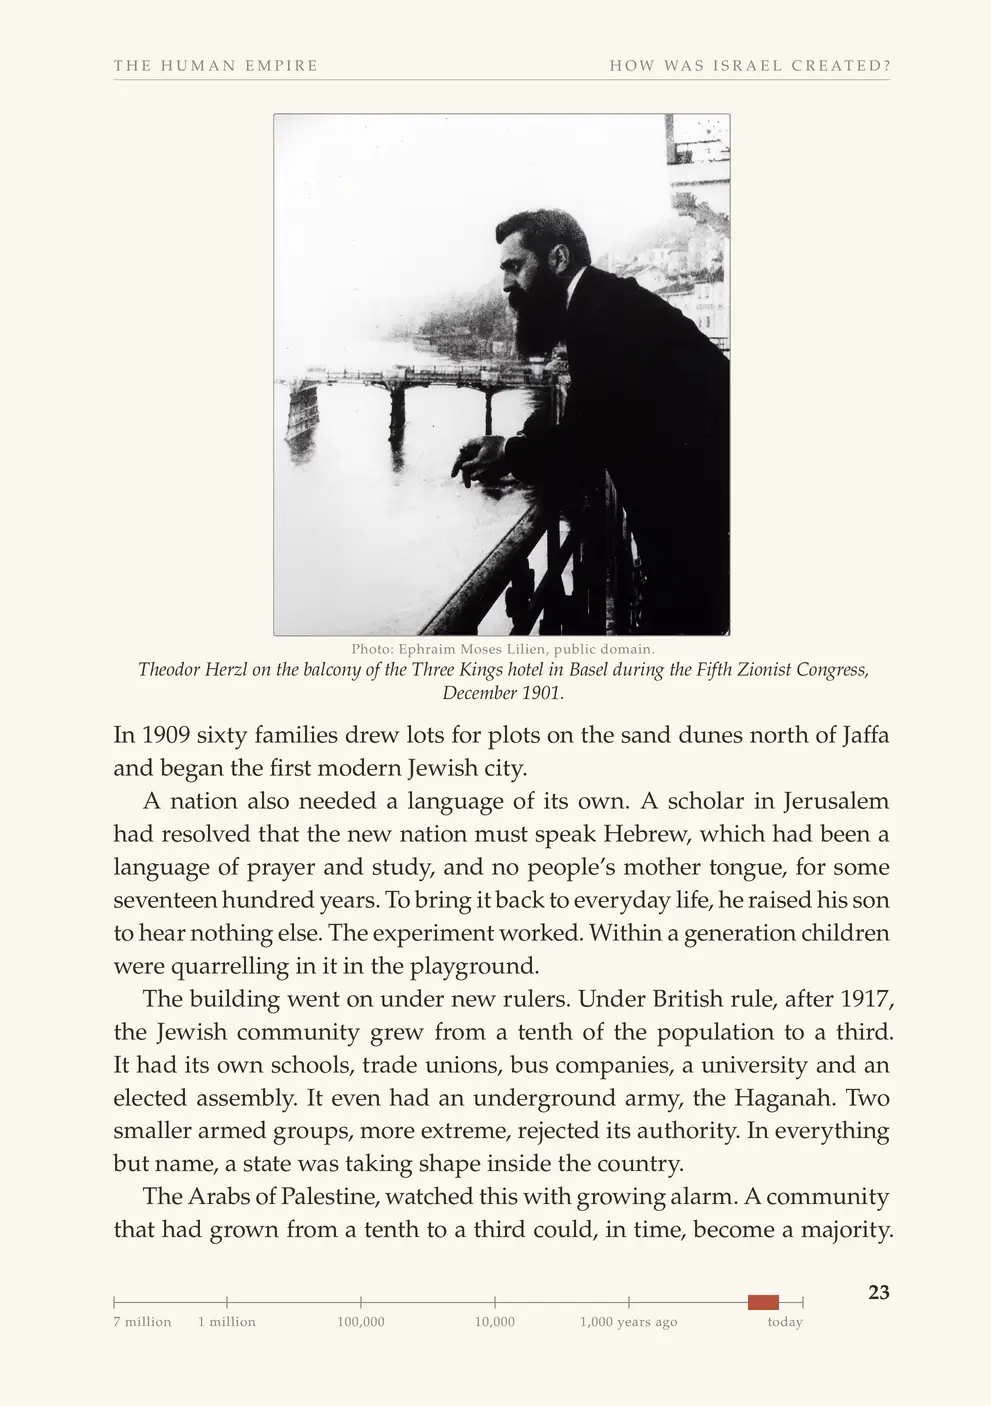 THE HUMAN EMPIRE
HOW WAS ISRAEL CREATED?
Photo: Ephraim Moses Lilien, public domain.
Theodor Herzl on the balcony of the Three Kings hotel in Basel during the Fifth Zionist Congress,
December 1901.
In 1909 sixty families drew lots for plots on the sand dunes north of Jaffa
and began the first modern Jewish city.
A nation also needed a language of its own. A scholar in Jerusalem
had resolved that the new nation must speak Hebrew, which had been a
language of prayer and study, and no people’s mother tongue, for some
seventeen hundred years. To bring it back to everyday life, he raised his son
to hear nothing else. The experiment worked. Within a generation children
were quarrelling in it in the playground.
The building went on under new rulers. Under British rule, after 1917,
the Jewish community grew from a tenth of the population to a third.
It had its own schools, trade unions, bus companies, a university and an
elected assembly. It even had an underground army, the Haganah. Two
smaller armed groups, more extreme, rejected its authority. In everything
but name, a state was taking shape inside the country.
The Arabs of Palestine, watched this with growing alarm. A community
that had grown from a tenth to a third could, in time, become a majority.
23
7 million 1 million 100,000 10,000 1,000 years ago today